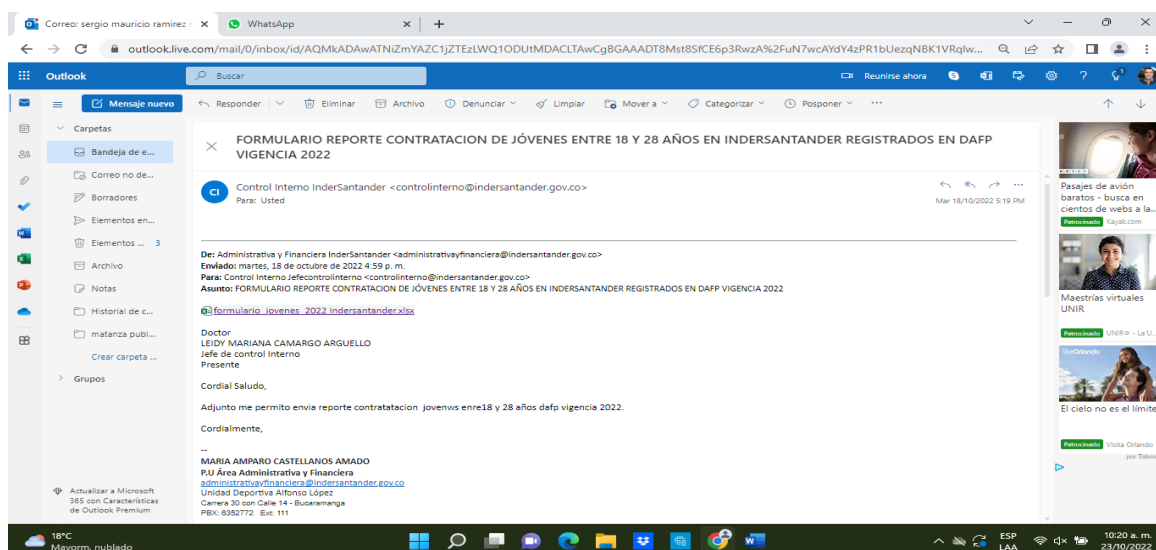 Correo: sergio mauricio ramirez
WhatsApp
outlook.live.com/mail/0/inbox/id/
Outlook
Buscar
Reunirse ahora
Mensaje nuevo
Responder
Eliminar
Archivo
Denunciar
Limpiar
Mover a
Categorizar
Posponer
Carpetas
Bandeja de e...
Correo no de...
Borradores
Elementos en...
Elementos ... 3
Archivo
Notas
Historial de c...
matanza publ...
Crear carpeta ...
Grupos
Actualizar a Microsoft
365 con Características
de Outlook Premium
FORMULARIO REPORTE CONTRATACION DE JÓVENES ENTRE 18 Y 28 AÑOS EN INDERSANTANDER REGISTRADOS EN DAFP
VIGENCIA 2022
CI
Control Interno InderSantander <controlinterno@indersantander.gov.co>
Para: Usted
Mar 18/10/2022 5:19 PM
De: Administrativa y Financiera InderSantander <administrativayfinanciera@indersantander.gov.co>
Enviado: martes, 18 de octubre de 2022 4:59 p. m.
Para: Control Interno Jefecontrolinterno <controlinterno@indersantander.gov.co>
Asunto: FORMULARIO REPORTE CONTRATACION DE JÓVENES ENTRE 18 Y 28 AÑOS EN INDERSANTANDER REGISTRADOS EN DAFP VIGENCIA 2022
formulario_jovenes_2022 Indersantander.xlsx
Doctor
LEIDY MARIANA CAMARGO ARGUELLO
Jefe de control Interno
Presente
Cordial Saludo,
Adjunto me permito envia reporte contratatacion jovenws enre18 y 28 años dafp vigencia 2022.
Cordialmente,
--
MARIA AMPARO CASTELLANOS AMADO
P.U Área Administrativa y Financiera
administrativayfinanciera@indersantander.gov.co
Unidad Deportiva Alfonso López
Carrera 30 con Calle 14 - Bucaramanga
PBX: 6352772 Ext: 111
KAYAK
Pasajes de avión
baratos - busca en
cientos de webs a la...
Patrocinado Kayak.com
Maestrías virtuales
UNIR
Patrocinado UNIR® - La U...
VisitOrlando
El cielo no es el límite
Patrocinado Visita Orlando
por Taboo
18°C
Mayorm. nublado
ESP
LAA
10:20 a. m.
23/10/2022